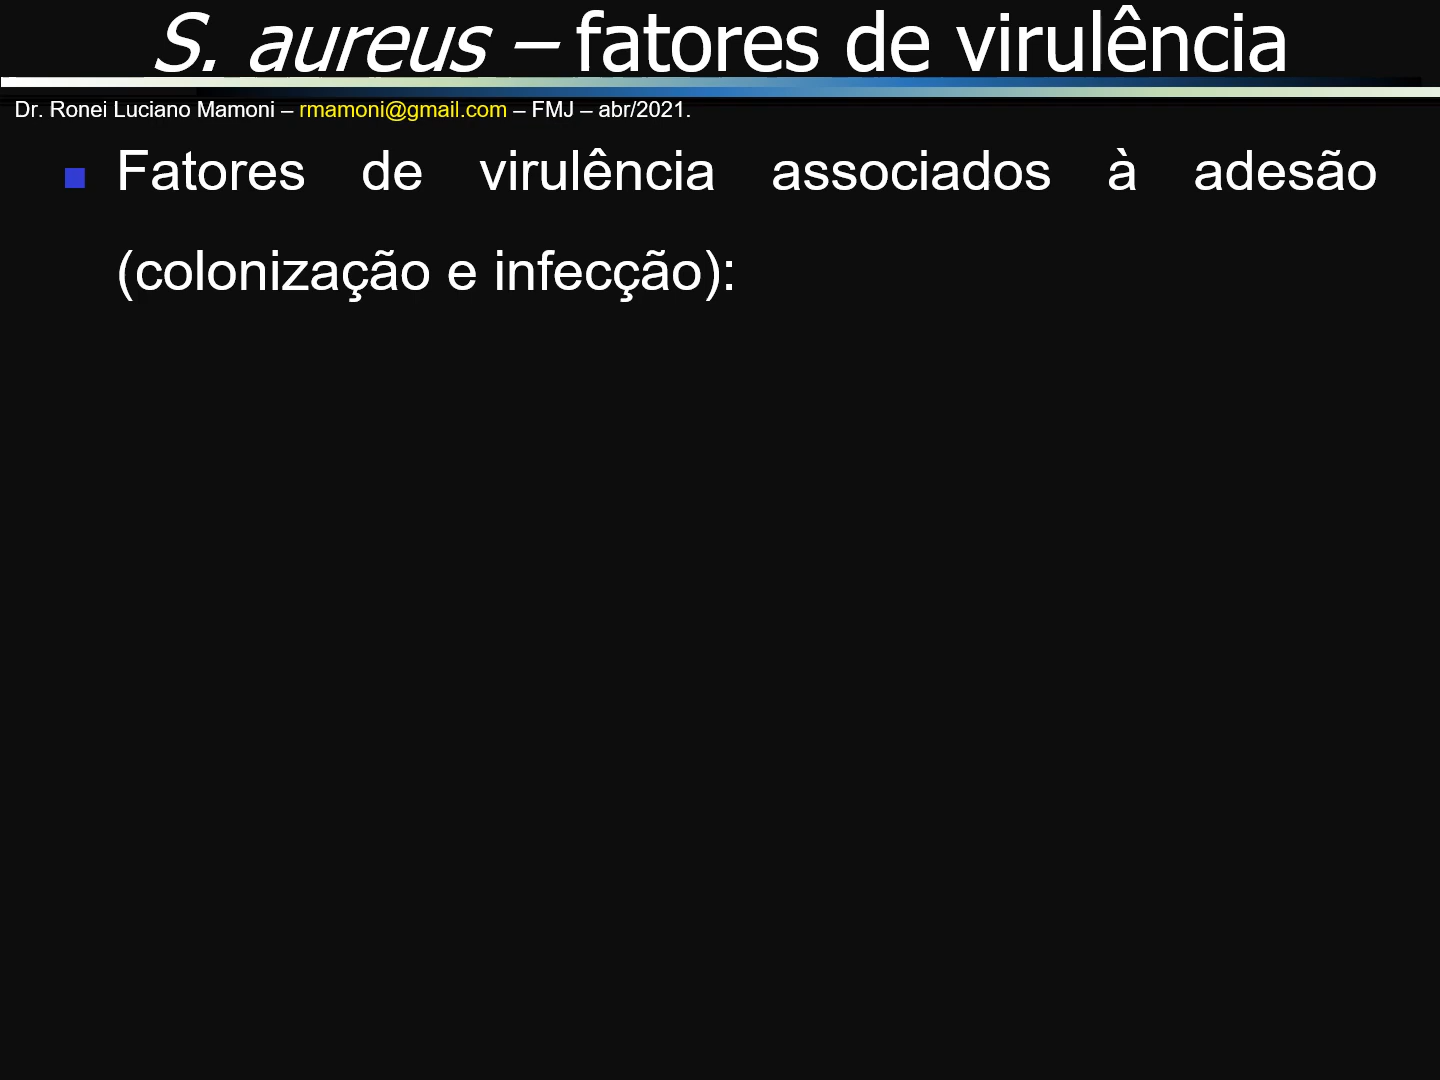 S. aureus – fatores de virulência
Dr. Ronei Luciano Mamoni – rmamoni@gmail.com – FMJ – abr/2021.
Fatores de virulência associados à adesão
(colonização e infecção):